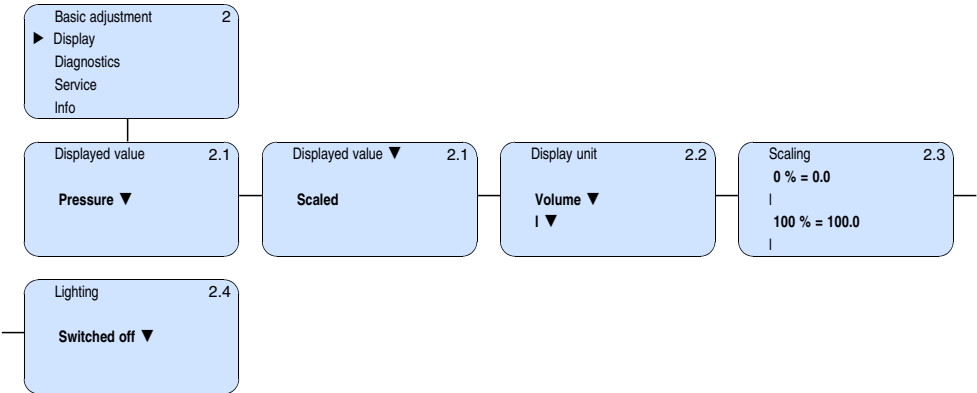 Basic adjustment 2
▶ Display
Diagnostics
Service
Info
Displayed value 2.1
Pressure ▼
Displayed value ▼ 2.1
Scaled
Display unit 2.2
Volume ▼
l ▼
Scaling 2.3
0 % = 0.0
l
100 % = 100.0
l
Lighting 2.4
Switched off ▼